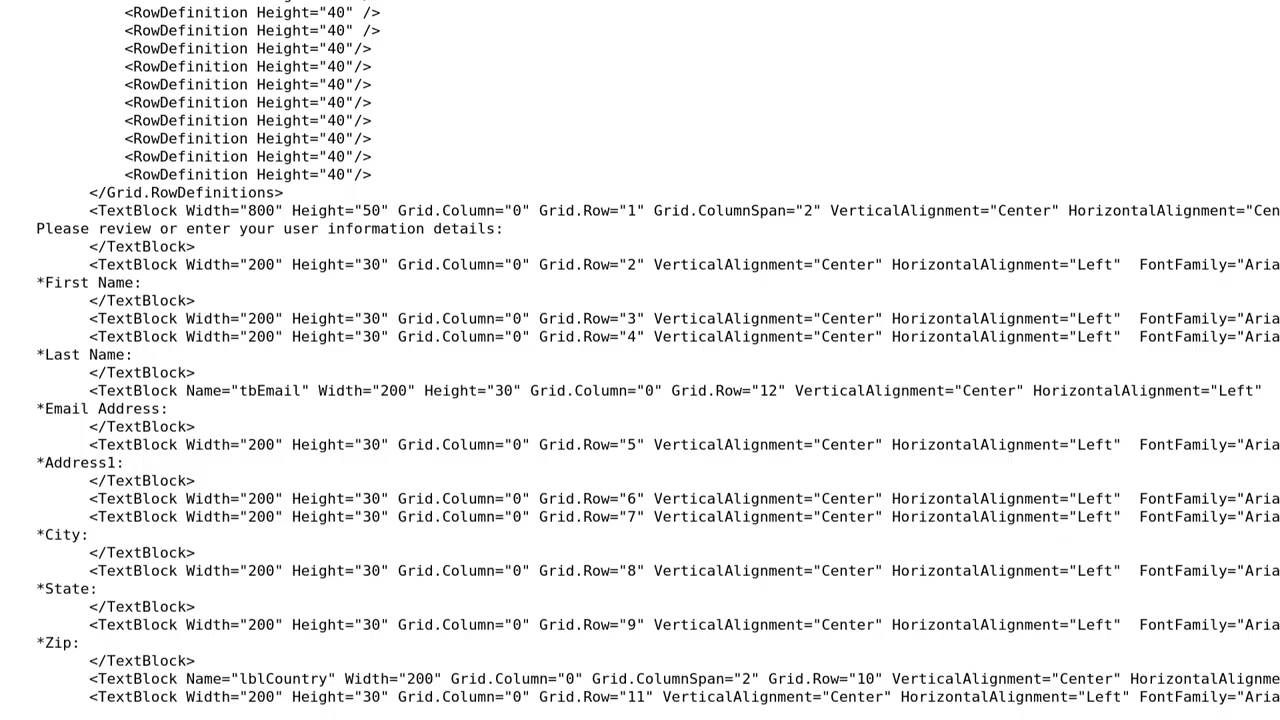 <RowDefinition Height="40" />
<RowDefinition Height="40" />
<RowDefinition Height="40"/>
<RowDefinition Height="40"/>
<RowDefinition Height="40"/>
<RowDefinition Height="40"/>
<RowDefinition Height="40"/>
<RowDefinition Height="40"/>
<RowDefinition Height="40"/>
<RowDefinition Height="40"/>
</Grid.RowDefinitions>
<TextBlock Width="800" Height="50" Grid.Column="0" Grid.Row="1" Grid.ColumnSpan="2" VerticalAlignment="Center" HorizontalAlignment="Cen
Please review or enter your user information details:
</TextBlock>
<TextBlock Width="200" Height="30" Grid.Column="0" Grid.Row="2" VerticalAlignment="Center" HorizontalAlignment="Left"  FontFamily="Aria
*First Name:
</TextBlock>
<TextBlock Width="200" Height="30" Grid.Column="0" Grid.Row="3" VerticalAlignment="Center" HorizontalAlignment="Left"  FontFamily="Aria
<TextBlock Width="200" Height="30" Grid.Column="0" Grid.Row="4" VerticalAlignment="Center" HorizontalAlignment="Left"  FontFamily="Aria
*Last Name:
</TextBlock>
<TextBlock Name="tbEmail" Width="200" Height="30" Grid.Column="0" Grid.Row="12" VerticalAlignment="Center" HorizontalAlignment="Left"
*Email Address:
</TextBlock>
<TextBlock Width="200" Height="30" Grid.Column="0" Grid.Row="5" VerticalAlignment="Center" HorizontalAlignment="Left"  FontFamily="Aria
*Address1:
</TextBlock>
<TextBlock Width="200" Height="30" Grid.Column="0" Grid.Row="6" VerticalAlignment="Center" HorizontalAlignment="Left"  FontFamily="Aria
<TextBlock Width="200" Height="30" Grid.Column="0" Grid.Row="7" VerticalAlignment="Center" HorizontalAlignment="Left"  FontFamily="Aria
*City:
</TextBlock>
<TextBlock Width="200" Height="30" Grid.Column="0" Grid.Row="8" VerticalAlignment="Center" HorizontalAlignment="Left"  FontFamily="Aria
*State:
</TextBlock>
<TextBlock Width="200" Height="30" Grid.Column="0" Grid.Row="9" VerticalAlignment="Center" HorizontalAlignment="Left"  FontFamily="Aria
*Zip:
</TextBlock>
<TextBlock Name="lblCountry" Width="200" Grid.Column="0" Grid.ColumnSpan="2" Grid.Row="10" VerticalAlignment="Center" HorizontalAlignme
<TextBlock Width="200" Height="30" Grid.Column="0" Grid.Row="11" VerticalAlignment="Center" HorizontalAlignment="Left" FontFamily="Aria